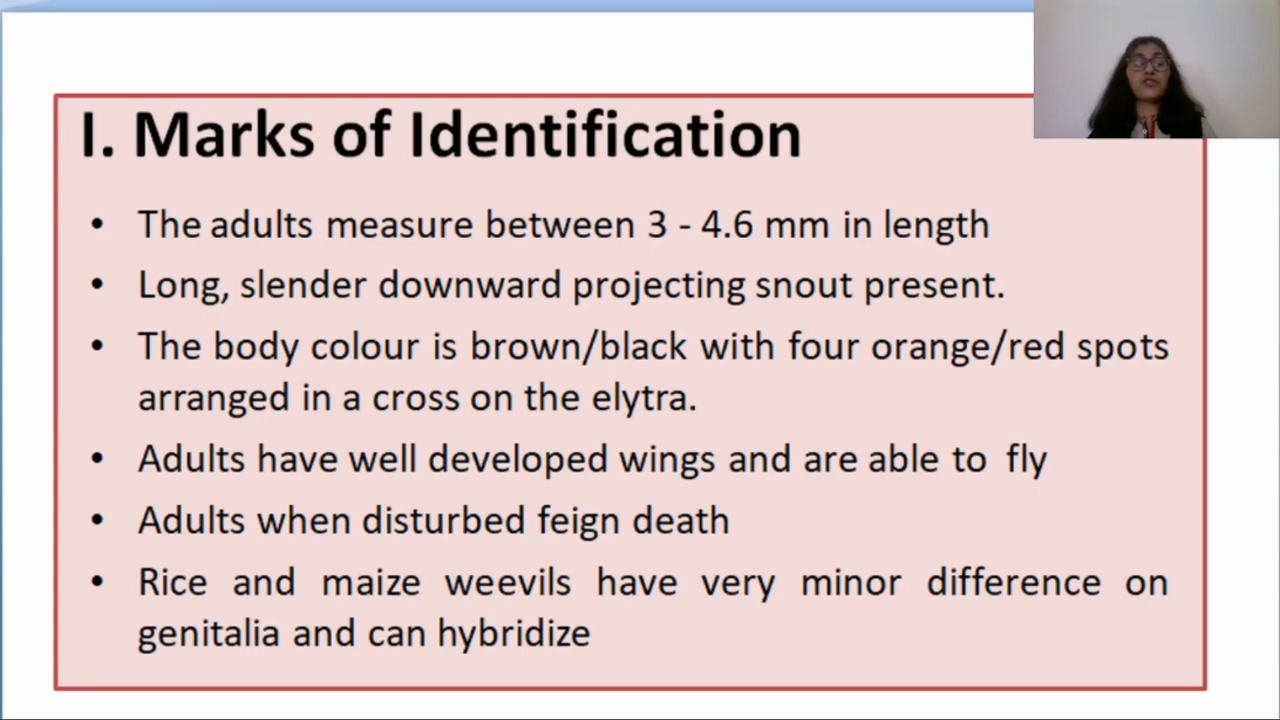 I. Marks of Identification
• The adults measure between 3 - 4.6 mm in length
• Long, slender downward projecting snout present.
• The body colour is brown/black with four orange/red spots
arranged in a cross on the elytra.
• Adults have well developed wings and are able to fly
• Adults when disturbed feign death
• Rice and maize weevils have very minor difference on
genitalia and can hybridize